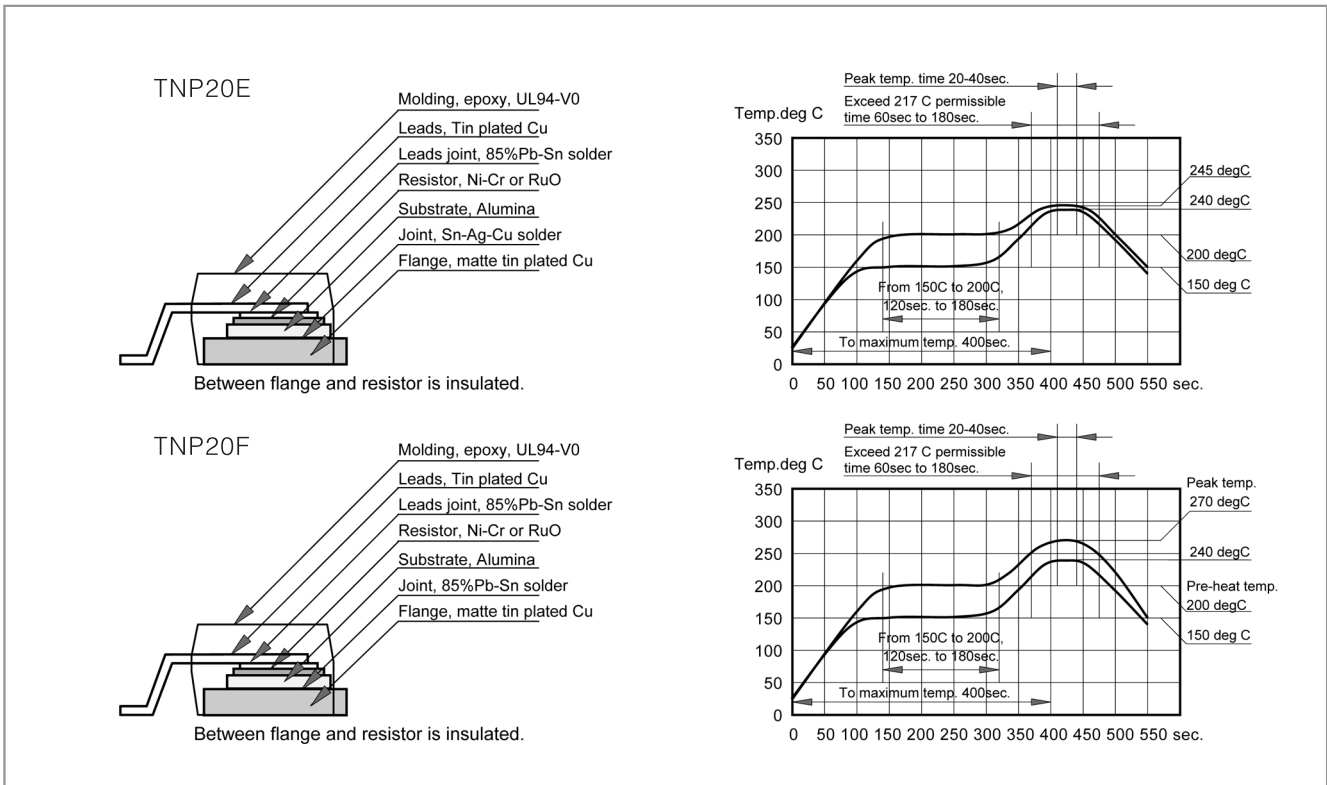 TNP20E
Molding, epoxy, UL94-V0
Leads, Tin plated Cu
Leads joint, 85%Pb-Sn solder
Resistor, Ni-Cr or RuO
Substrate, Alumina
Joint, Sn-Ag-Cu solder
Flange, matte tin plated Cu
Between flange and resistor is insulated.
Peak temp. time 20-40sec.
Exceed 217 C permissible
time 60sec to 180sec.
Temp.deg C
350
300
250
200
150
100
50
0
245 degC
240 degC
200 degC
150 deg C
From 150C to 200C,
120sec. to 180sec.
To maximum temp. 400sec.
0 50 100 150 200 250 300 350 400 450 500 550 sec.
TNP20F
Molding, epoxy, UL94-V0
Leads, Tin plated Cu
Leads joint, 85%Pb-Sn solder
Resistor, Ni-Cr or RuO
Substrate, Alumina
Joint, 85%Pb-Sn solder
Flange, matte tin plated Cu
Between flange and resistor is insulated.
Peak temp. time 20-40sec.
Exceed 217 C permissible
time 60sec to 180sec.
Temp.deg C
350
300
250
200
150
100
50
0
Peak temp.
270 degC
240 degC
Pre-heat temp.
200 degC
150 deg C
From 150C to 200C,
120sec. to 180sec.
To maximum temp. 400sec.
0 50 100 150 200 250 300 350 400 450 500 550 sec.